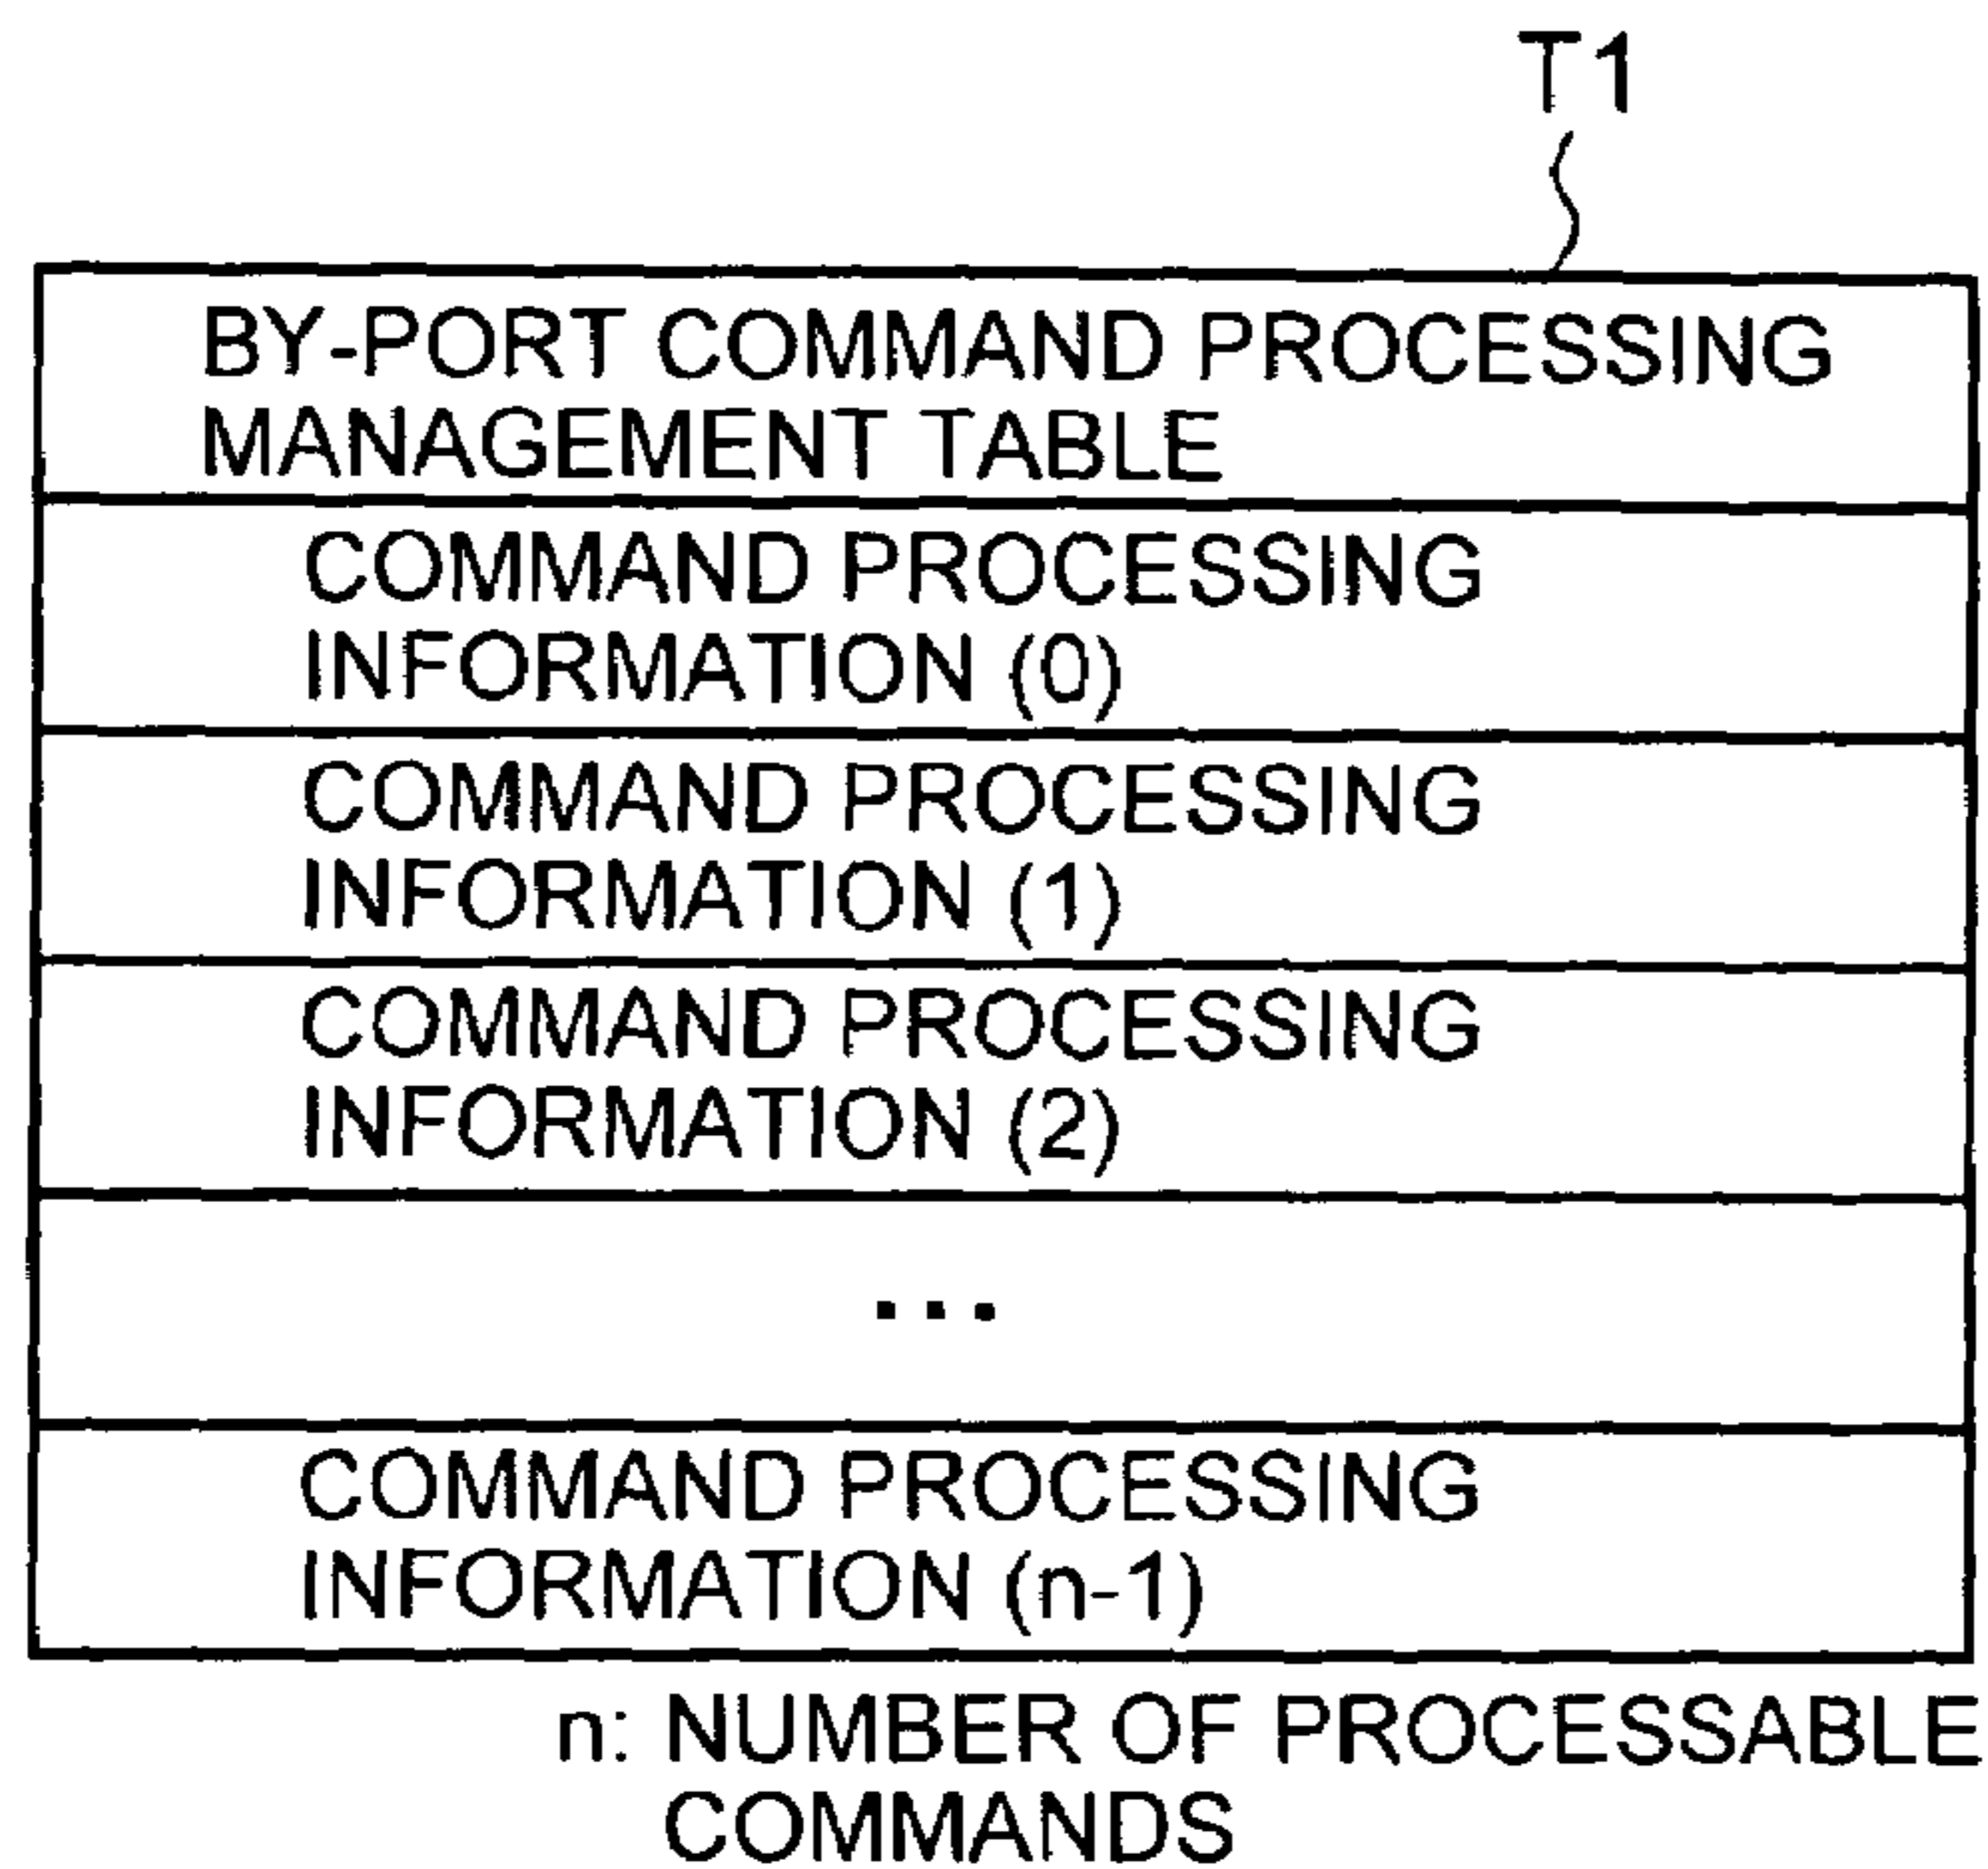 T1
BY-PORT COMMAND PROCESSING
MANAGEMENT TABLE
COMMAND PROCESSING
INFORMATION (0)
COMMAND PROCESSING
INFORMATION (1)
COMMAND PROCESSING
INFORMATION (2)
...
COMMAND PROCESSING
INFORMATION (n-1)
n: NUMBER OF PROCESSABLE
COMMANDS